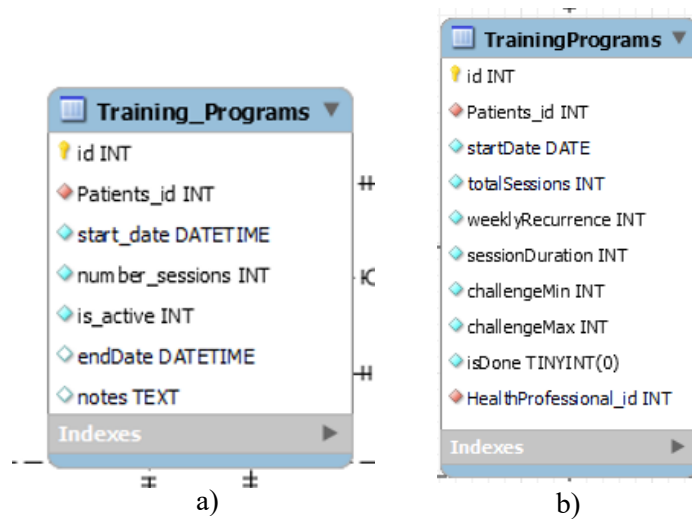 Training_Programs
id INT
Patients_id INT
start_date DATETIME
number_sessions INT
is_active INT
endDate DATETIME
notes TEXT
Indexes
a)
TrainingPrograms
id INT
Patients_id INT
startDate DATE
totalSessions INT
weeklyRecurrence INT
sessionDuration INT
challengeMin INT
challengeMax INT
isDone TINYINT(0)
HealthProfessional_id INT
Indexes
b)